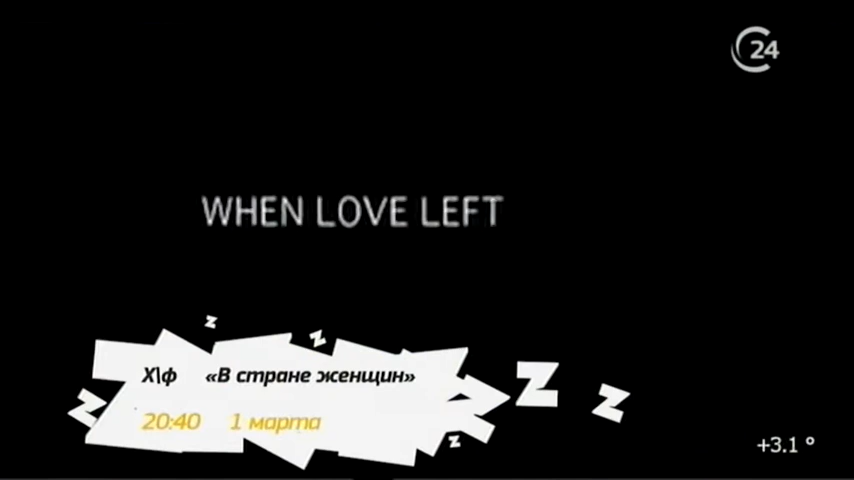 24
WHEN LOVE LEFT
z
z
Х\ф «В стране женщин»
Z
z
z
20:40 1 марта
z
+3.1 °